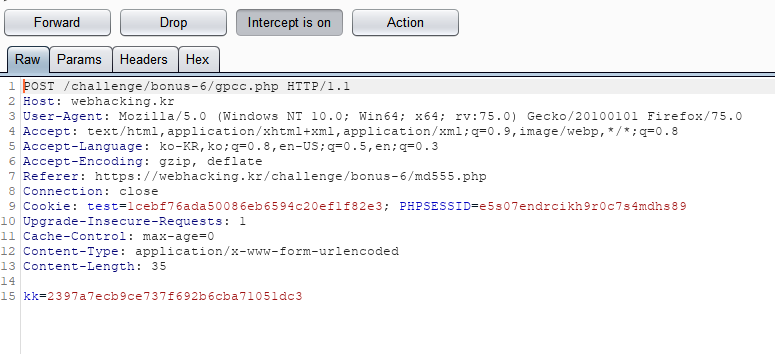 Forward Drop Intercept is on Action
Raw Params Headers Hex
1 POST /challenge/bonus-6/gpcc.php HTTP/1.1
2 Host: webhacking.kr
3 User-Agent: Mozilla/5.0 (Windows NT 10.0; Win64; x64; rv:75.0) Gecko/20100101 Firefox/75.0
4 Accept: text/html,application/xhtml+xml,application/xml;q=0.9,image/webp,*/*;q=0.8
5 Accept-Language: ko-KR,ko;q=0.8,en-US;q=0.5,en;q=0.3
6 Accept-Encoding: gzip, deflate
7 Referer: https://webhacking.kr/challenge/bonus-6/md555.php
8 Connection: close
9 Cookie: test=1cebf76ada50086eb6594c20ef1f82e3; PHPSESSID=e5s07endrcikh9r0c7s4mdhs89
10 Upgrade-Insecure-Requests: 1
11 Cache-Control: max-age=0
12 Content-Type: application/x-www-form-urlencoded
13 Content-Length: 35
14
15 kk=2397a7ecb9ce737f692b6cba71051dc3